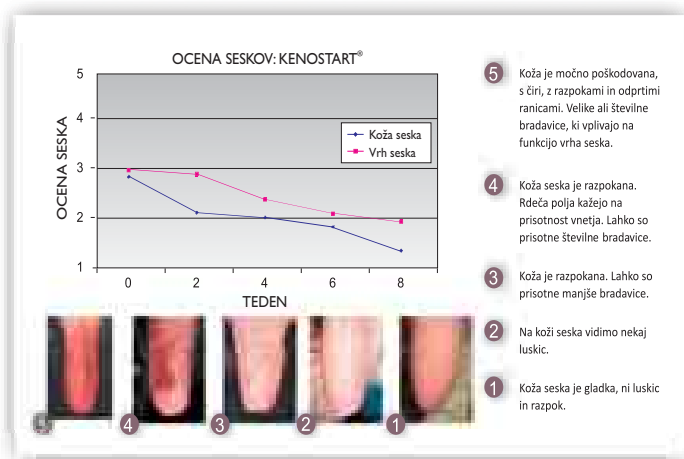 OCENA SESKOV: KENOSTART®
OCENA SESKA
5
4
3
2
1
Koža seska
Vrh seska
0 2 4 6 8
TEDEN
5 Koža je močno poškodovana,
s čiri, z razpokami in odprtimi
ranicami. Velike ali številne
bradavice, ki vplivajo na
funkcijo vrha seska.
4 Koža seska je razpokana.
Rdeča polja kažejo na
prisotnost vnetja. Lahko so
prisotne številne bradavice.
3 Koža je razpokana. Lahko so
prisotne manjše bradavice.
2 Na koži seska vidimo nekaj
luskic.
1 Koža seska je gladka, ni luskic
in razpok.
4 3 2 1